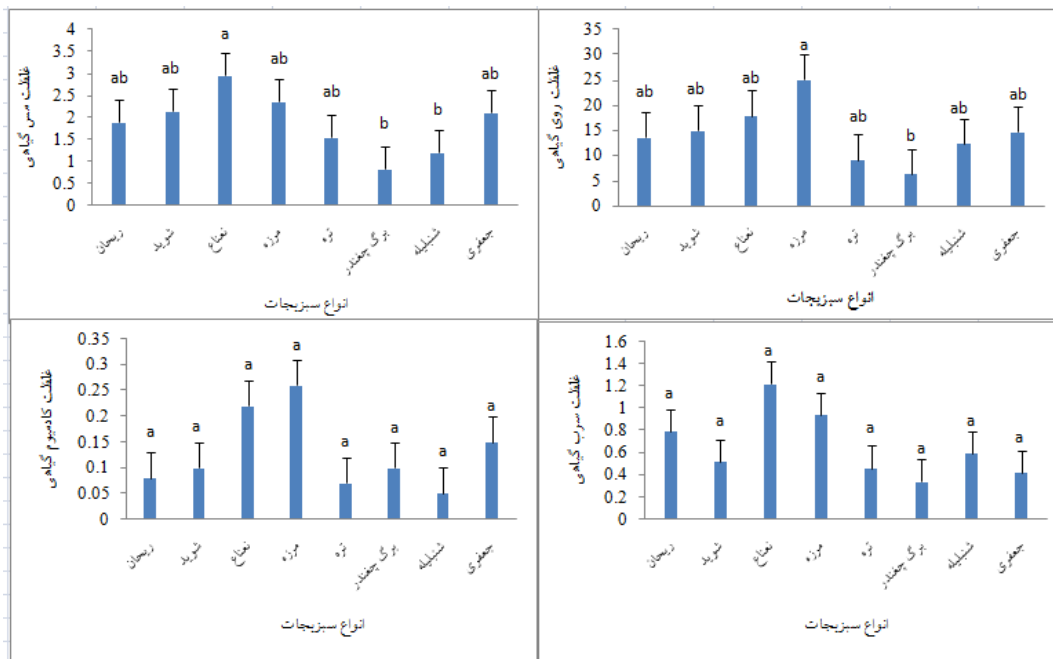 غلظت مس گیاهی
4
3.5
3
2.5
2
1.5
1
0.5
0
ab ab a ab ab b b ab
ریحان شوید نعناع مرزه تره برگ چغندر شنبلیله جعفری
انواع سبزیجات
غلظت روی گیاهی
35
30
25
20
15
10
5
0
ab ab ab a ab b ab ab
ریحان شوید نعناع مرزه تره برگ چغندر شنبلیله جعفری
انواع سبزیجات
غلظت کادمیوم گیاهی
0.35
0.3
0.25
0.2
0.15
0.1
0.05
0
a a a a a a a a
ریحان شوید نعناع مرزه تره برگ چغندر شنبلیله جعفری
انواع سبزیجات
غلظت سرب گیاهی
1.6
1.4
1.2
1
0.8
0.6
0.4
0.2
0
a a a a a a a a
ریحان شوید نعناع مرزه تره برگ چغندر شنبلیله جعفری
انواع سبزیجات